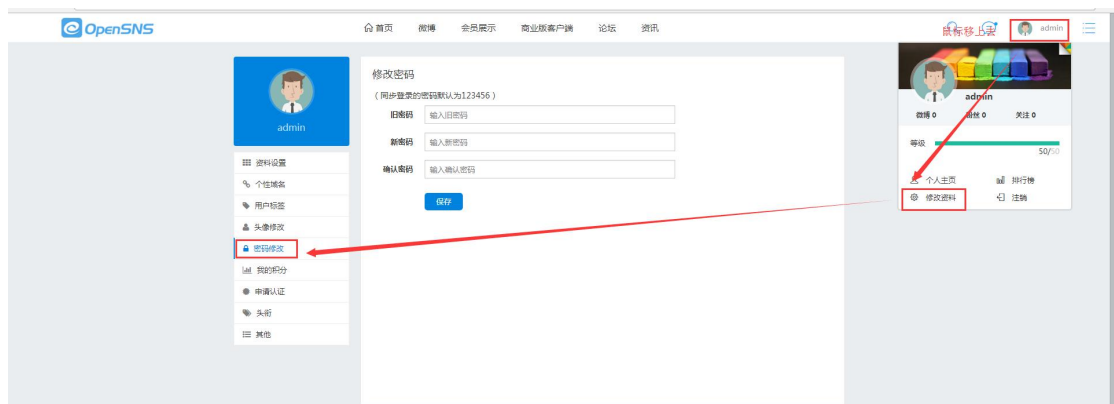 OpenSNS
首页 微博 会员展示 商业版客户端 论坛 资讯
鼠标移上去
admin
admin
资料设置
个性域名
用户标签
头像修改
密码修改
我的积分
申请认证
头衔
其他
修改密码
(同步登录的密码默认为123456)
旧密码 输入旧密码
新密码 输入新密码
确认密码 输入确认密码
保存
admin
微博 0 粉丝 0 关注 0
等级
50/50
个人主页 排行榜
修改资料 注销